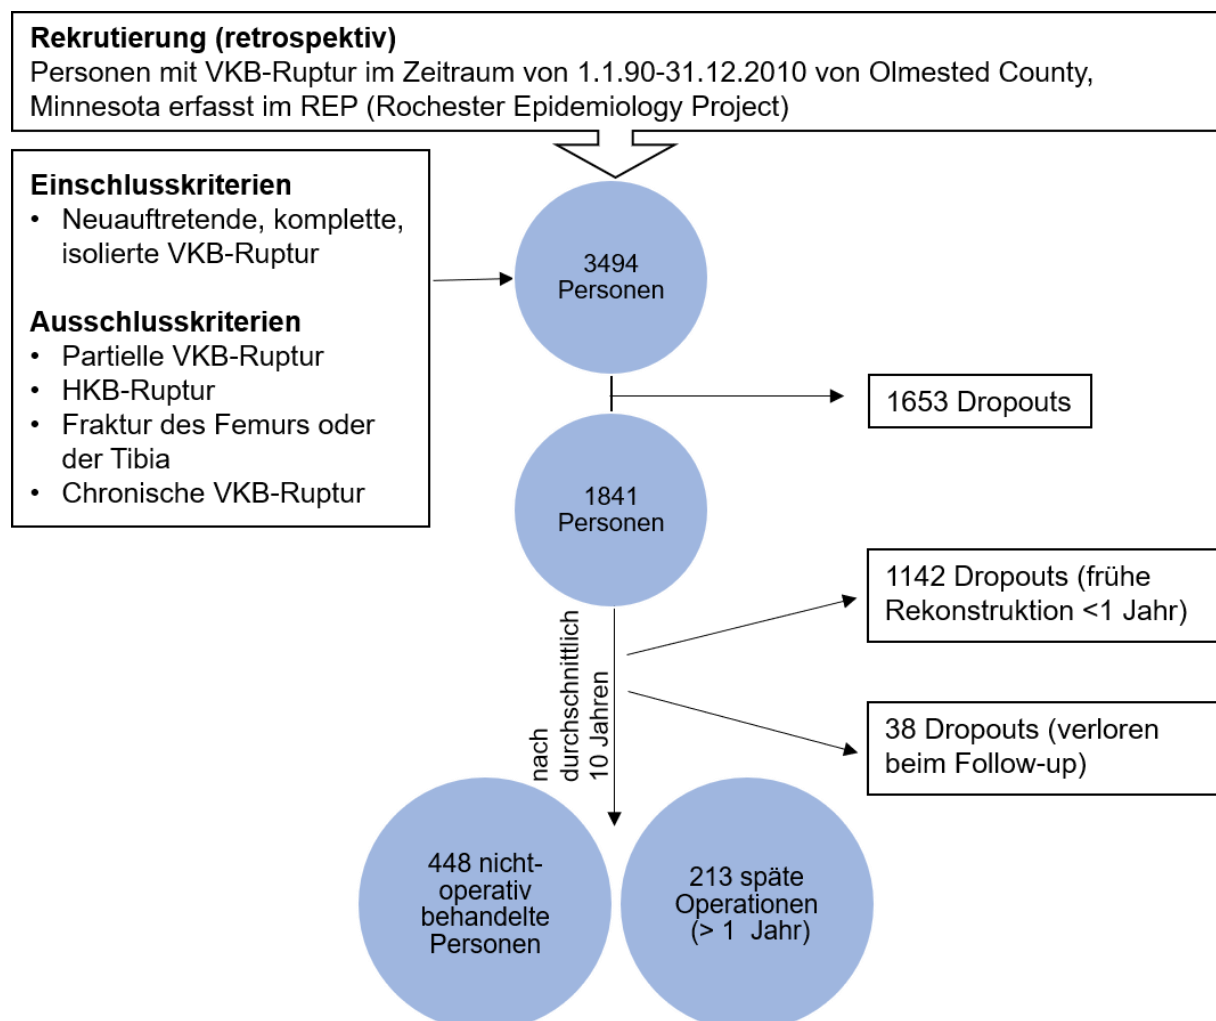 Rekrutierung (retrospektiv)
Personen mit VKB-Ruptur im Zeitraum von 1.1.90-31.12.2010 von Olmested County,
Minnesota erfasst im REP (Rochester Epidemiology Project)
Einschlusskriterien
• Neuauftretende, komplette,
isolierte VKB-Ruptur
Ausschlusskriterien
• Partielle VKB-Ruptur
• HKB-Ruptur
• Fraktur des Femurs oder
der Tibia
• Chronische VKB-Ruptur
3494
Personen
1653 Dropouts
1841
Personen
1142 Dropouts (frühe
Rekonstruktion <1 Jahr)
nach
durchschnittlich
10 Jahren
38 Dropouts (verloren
beim Follow-up)
448 nicht-
operativ
behandelte
Personen
213 späte
Operationen
(> 1 Jahr)